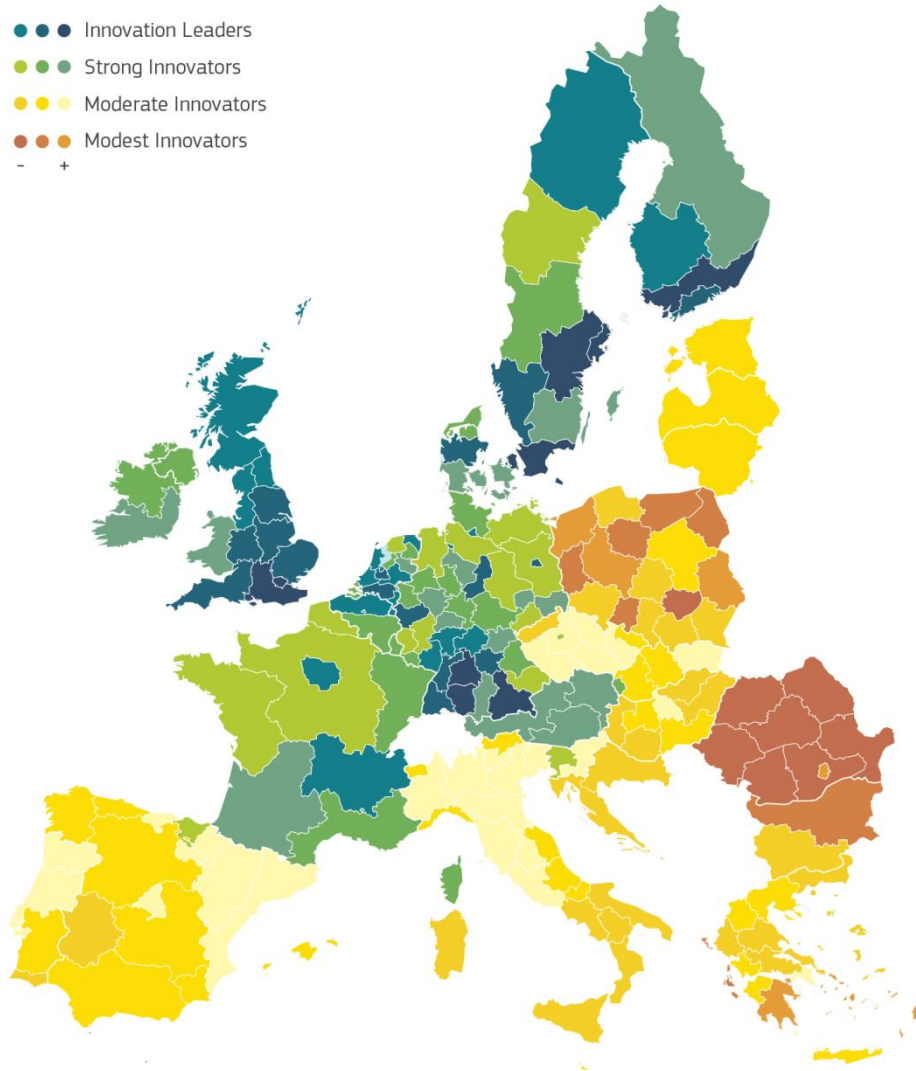 Innovation Leaders
Strong Innovators
Moderate Innovators
Modest Innovators
- +